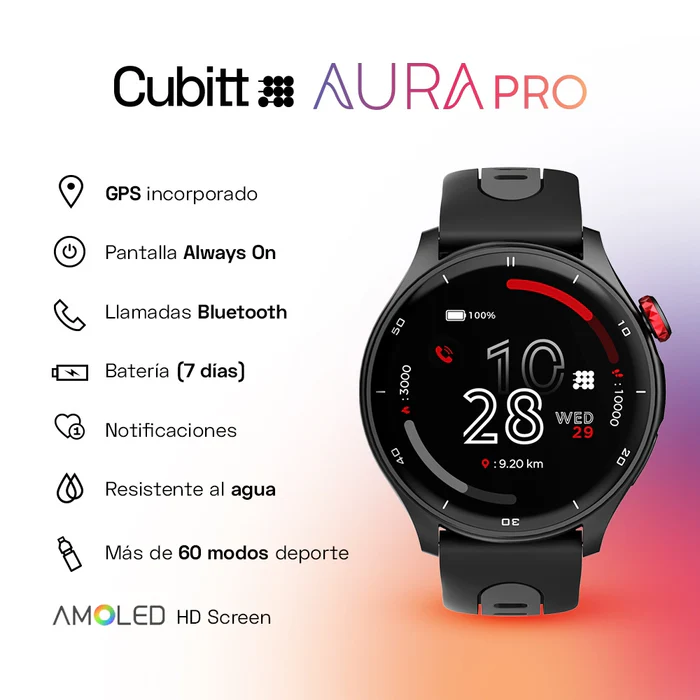 Cubitt AURA PRO
GPS incorporado
Pantalla Always On
Llamadas Bluetooth
Batería (7 días)
1
Notificaciones
Resistente al agua
Más de 60 modos deporte
AMOLED HD Screen
100%
10
28
WED
29
: 9.20 km
: 3000
: 10000
10
20
30
40
50